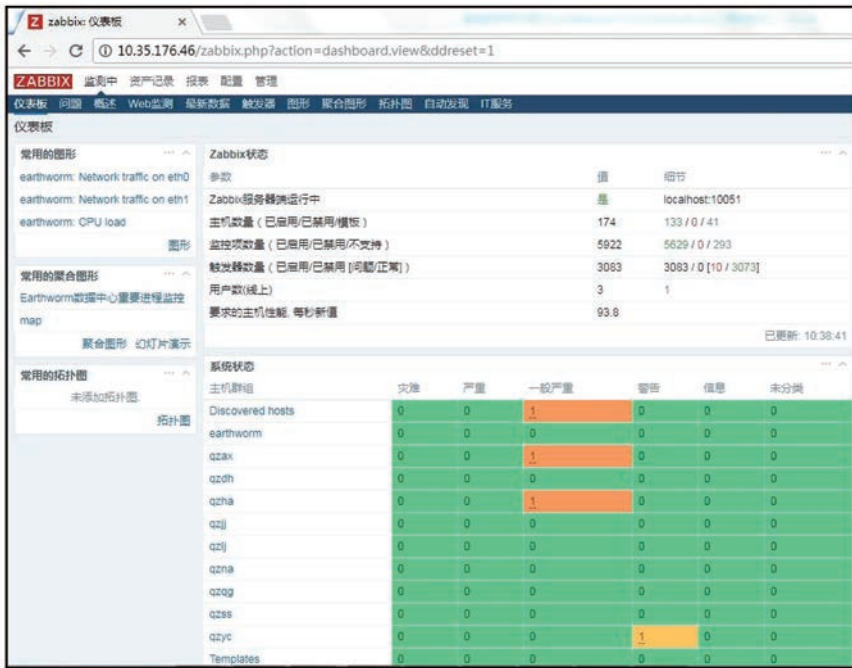 zabbix: 仪表板
10.35.176.46/zabbix.php?action=dashboard.view&ddreset=1
ZABBIX 监测中 资产记录 报表 配置 管理
仪表板 问题 概述 Web监测 最新数据 触发器 图形 聚合图形 拓扑图 自动发现 IT服务
仪表板
常用的图形
earthworm: Network traffic on eth0
earthworm: Network traffic on eth1
earthworm: CPU load
图形
常用的聚合图形
Earthworm数据中心重要进程监控
map
聚合图形 幻灯片演示
常用的拓扑图
未添加拓扑图.
拓扑图
Zabbix状态
参数 值 细节
Zabbix服务器端运行中 是 localhost:10051
主机数量（已启用/已禁用/模板） 174 133 / 0 / 41
监控项数量（已启用/已禁用/不支持） 5922 5629 / 0 / 293
触发器数量（已启用/已禁用 [问题/正常]） 3083 3083 / 0 [10 / 3073]
用户数(线上) 3 1
要求的主机性能, 每秒新值 93.8
已更新: 10:38:41
系统状态
主机群组 灾难 严重 一般严重 警告 信息 未分类
Discovered hosts 0 0 1 0 0 0
earthworm 0 0 0 0 0 0
qzax 0 0 1 0 0 0
qzdh 0 0 0 0 0 0
qzha 0 0 1 0 0 0
qzjj 0 0 0 0 0 0
qzlj 0 0 0 0 0 0
qzna 0 0 0 0 0 0
qzqg 0 0 0 0 0 0
qzss 0 0 0 0 0 0
qzyc 0 0 0 1 0 0
Templates 0 0 0 0 0 0